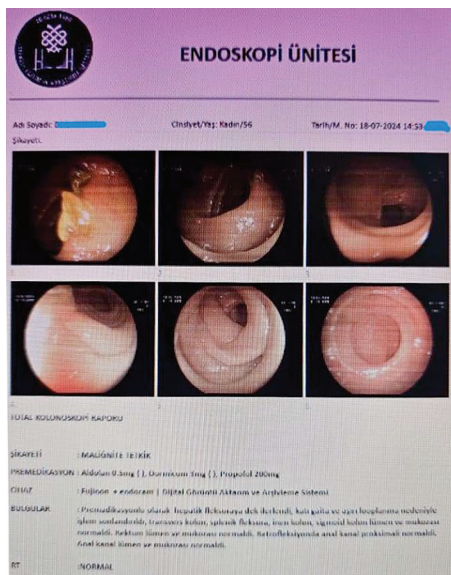 ENDOSKOPİ ÜNİTESİ
Adı Soyadı:
Cinsiyet/Yaş: Kadın/56
Tarih/M. No: 18-07-2024 14:53
Şikayeti:
TOTAL KOLONOSKOPİ RAPORU
ŞİKAYETİ : MALİGNİTE TETKİK
PREMEDİKASYON : Aldolan 0.5mg ( ), Dormicum 3mg ( ), Propofol 200mg
CİHAZ : Fujinon + endoram | Dijital Görüntü Aktarım ve Arşivleme Sistemi
BULGULAR : Premedikasyonlu olarak hepatik fleksuraya dek ilerlendi, katı gaita ve aşırı looplanma nedeniyle
işlem sonlandırıldı, transvers kolon, splenik fleksura, inen kolon, sigmoid kolon lümen ve mukozası
normaldi. Rektum lümen ve mukozası normaldi. Retrofleksiyonda anal kanal proksimali normaldi.
Anal kanal lümen ve mukozası normaldi.
RT :NORMAL